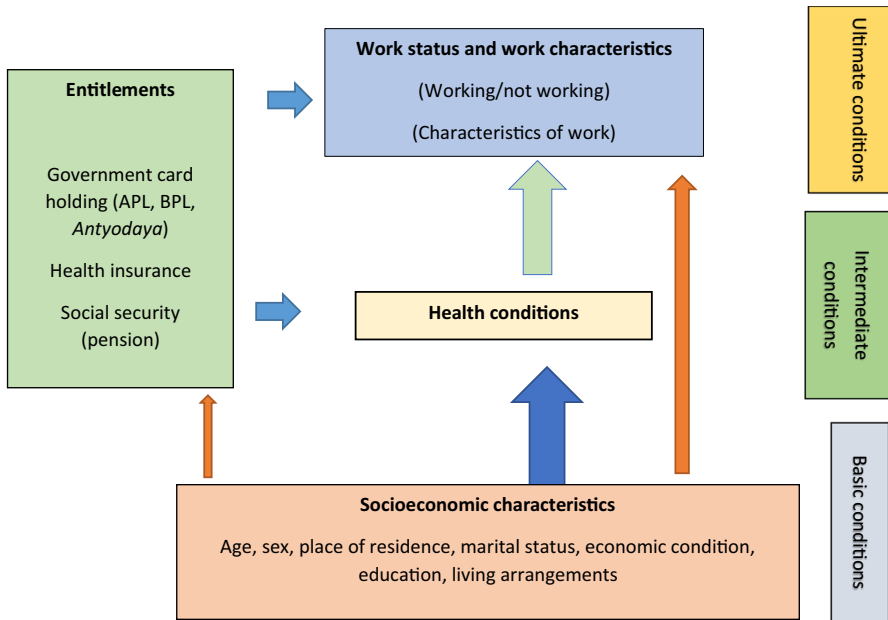 Work status and work characteristics
(Working/not working)
(Characteristics of work)
Entitlements
Government card
holding (APL, BPL,
Antyodaya)
Health insurance
Social security
(pension)
Health conditions
Socioeconomic characteristics
Age, sex, place of residence, marital status, economic condition,
education, living arrangements
Ultimate conditions
Intermediate
conditions
Basic conditions